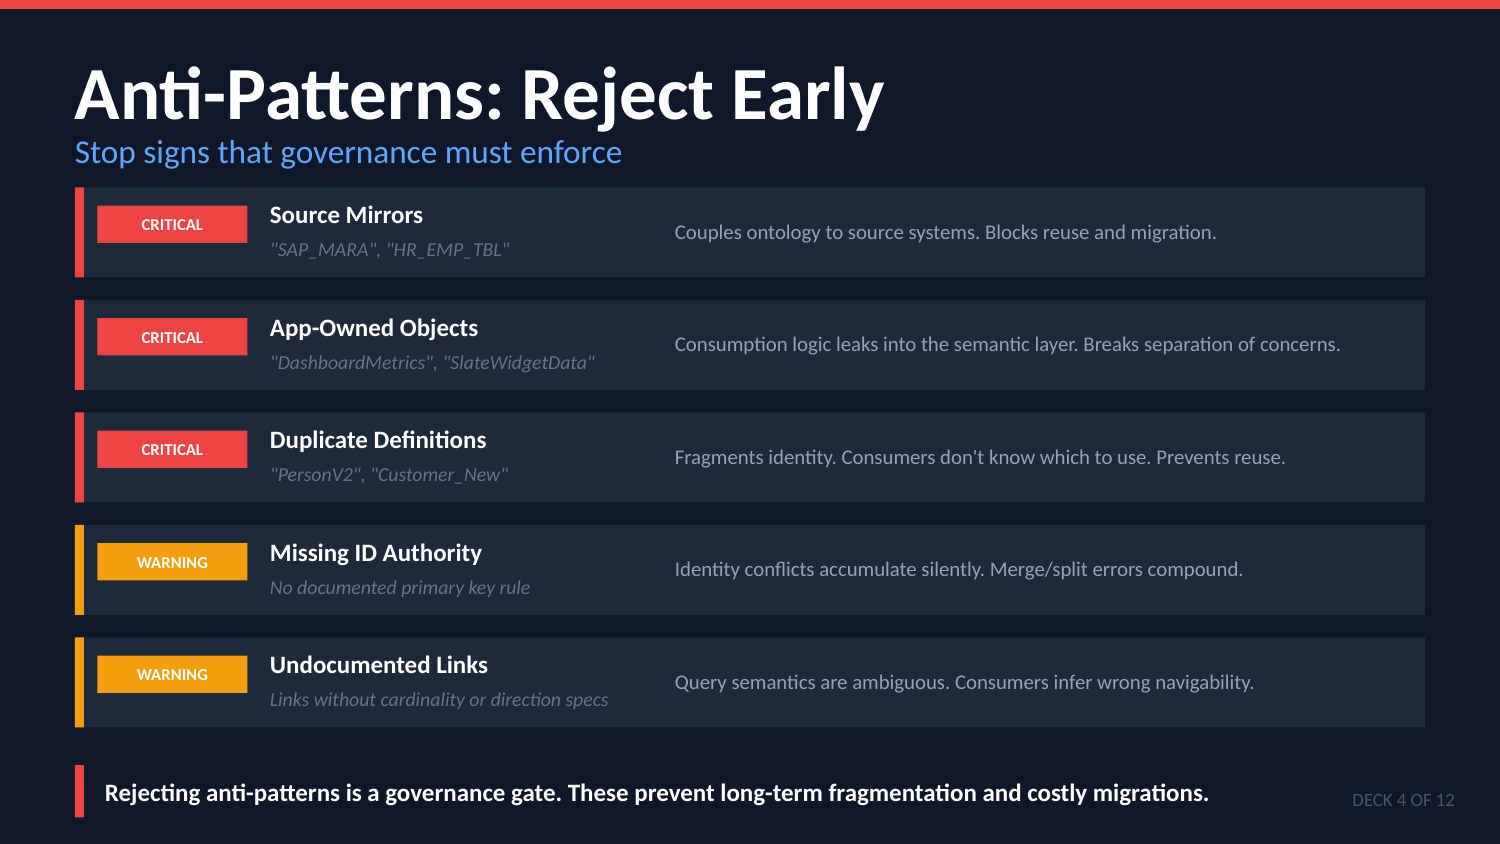 Anti-Patterns: Reject Early
Stop signs that governance must enforce
CRITICAL
Source Mirrors
"SAP_MARA", "HR_EMP_TBL"
Couples ontology to source systems. Blocks reuse and migration.
CRITICAL
App-Owned Objects
"DashboardMetrics", "SlateWidgetData"
Consumption logic leaks into the semantic layer. Breaks separation of concerns.
CRITICAL
Duplicate Definitions
"PersonV2", "Customer_New"
Fragments identity. Consumers don't know which to use. Prevents reuse.
WARNING
Missing ID Authority
No documented primary key rule
Identity conflicts accumulate silently. Merge/split errors compound.
WARNING
Undocumented Links
Links without cardinality or direction specs
Query semantics are ambiguous. Consumers infer wrong navigability.
Rejecting anti-patterns is a governance gate. These prevent long-term fragmentation and costly migrations.
DECK 4 OF 12